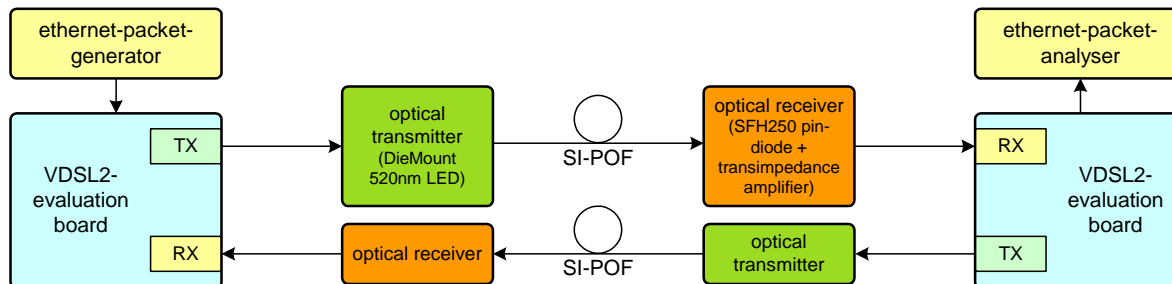 ethernet-packet-
generator
ethernet-packet-
analyser
VDSL2-
evaluation
board
TX
RX
optical
transmitter
(DieMount
520nm LED)
SI-POF
optical receiver
(SFH250 pin-
diode +
transimpedance
amplifier)
RX
TX
VDSL2-
evaluation
board
optical receiver
SI-POF
optical
transmitter